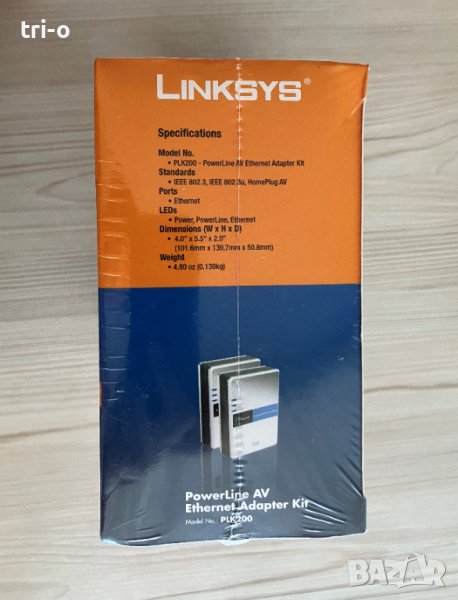 tri-o
LINKSYS®
Specifications
Model No.
• PLK200 - PowerLine AV Ethernet Adapter Kit
Standards
• IEEE 802.3, IEEE 802.3u, HomePlug AV
Ports
• Ethernet
LEDs
• Power, PowerLine, Ethernet
Dimensions (W x H x D)
• 4.0" x 5.5" x 2.0"
(101.6mm x 139.7mm x 50.8mm)
Weight
• 4.80 oz (0.136kg)
PowerLine AV
Ethernet Adapter Kit
Model No. PLK200
BAZAR